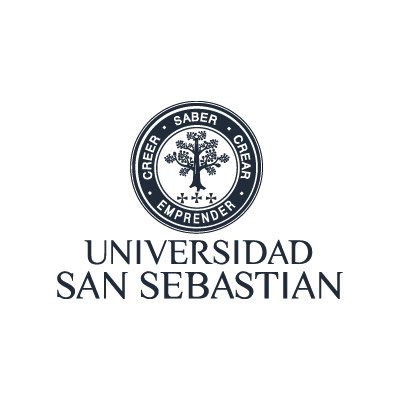 CREER · SABER · CREAR
· EMPRENDER ·
UNIVERSIDAD
SAN SEBASTIAN